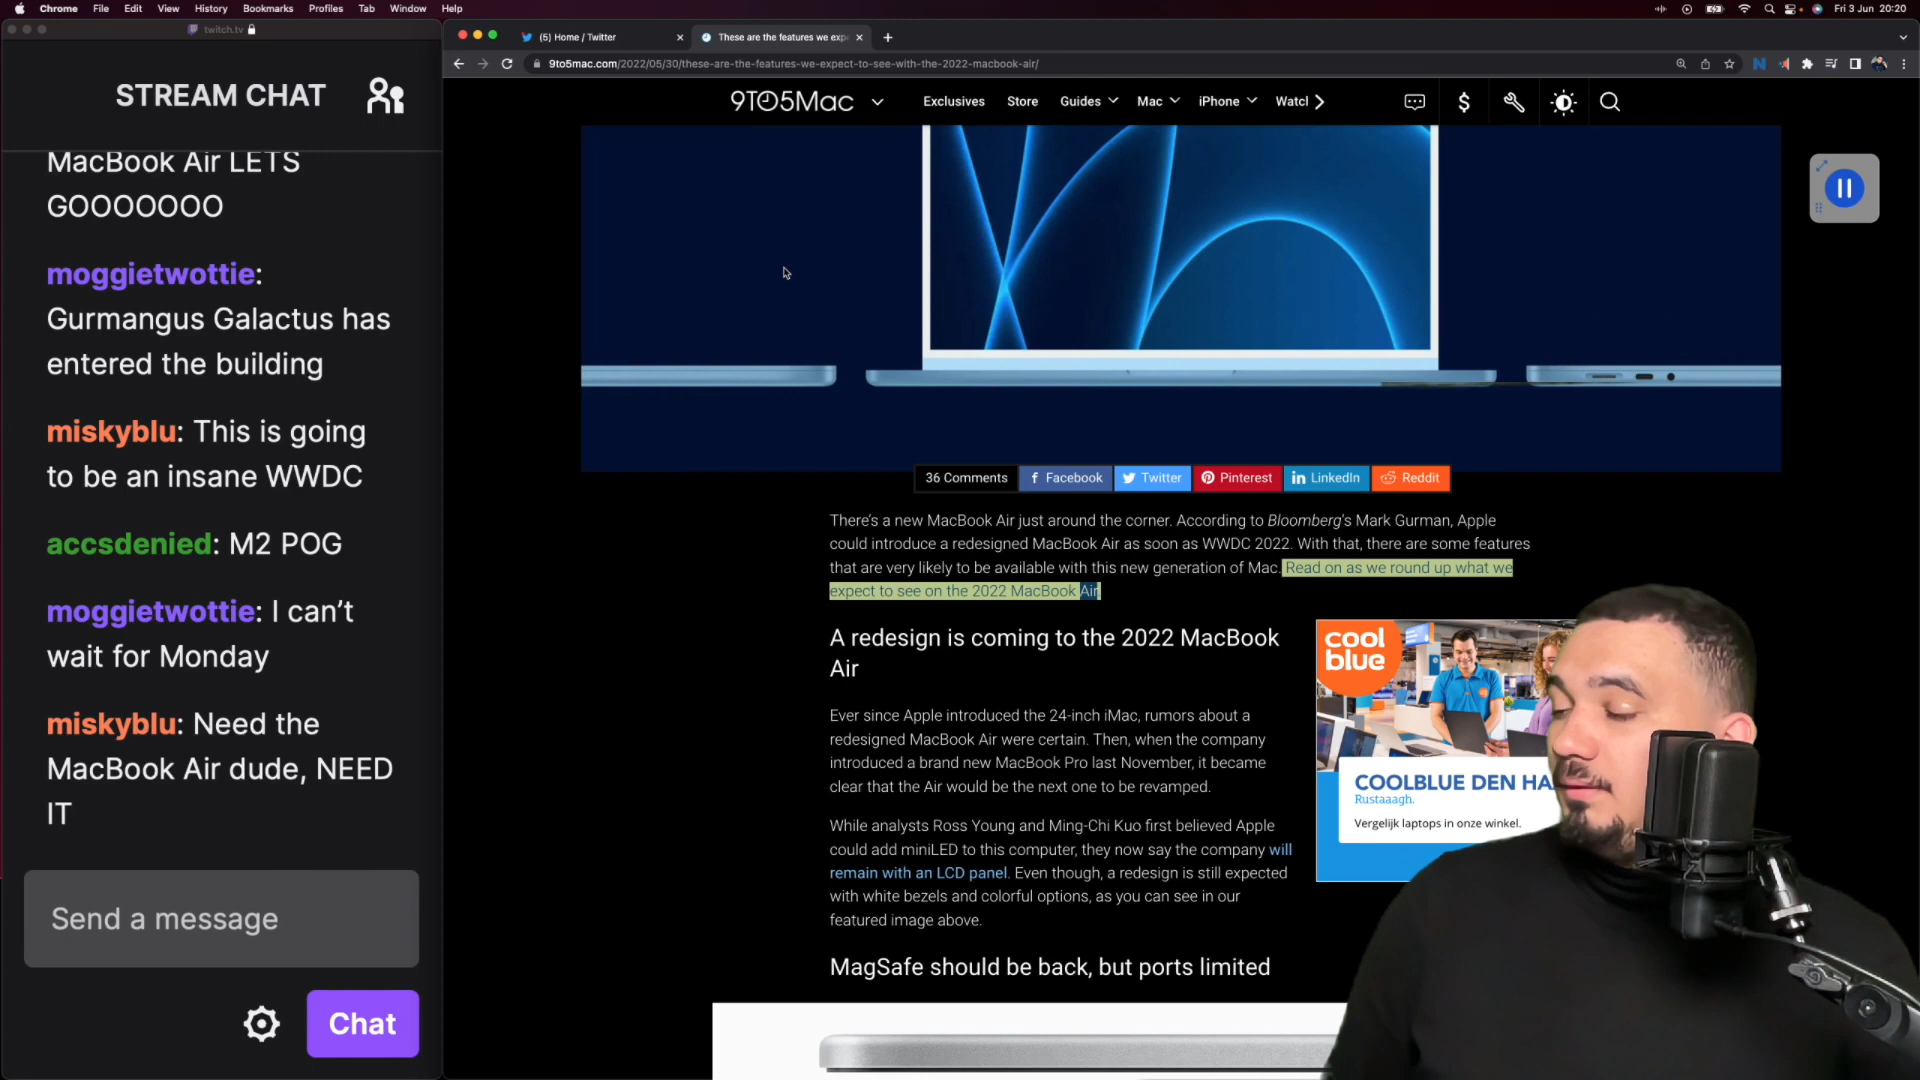 Chrome File Edit View History Bookmarks Profiles Tab Window Help
Fri 3 Jun 20:20
twitch.tv
STREAM CHAT
MacBook Air LETS
GOOOOOOO
moggietwottie:
Gurmangus Galactus has
entered the building
miskyblu: This is going
to be an insane WWDC
accsdenied: M2 POG
moggietwottie: I can't
wait for Monday
miskyblu: Need the
MacBook Air dude, NEED
IT
Send a message
Chat
(5) Home / Twitter
These are the features we exp
9to5mac.com/2022/05/30/these-are-the-features-we-expect-to-see-with-the-2022-macbook-air/
9TO5Mac
Exclusives Store Guides Mac iPhone Watcl
36 Comments Facebook Twitter Pinterest LinkedIn Reddit
There's a new MacBook Air just around the corner. According to Bloomberg's Mark Gurman, Apple
could introduce a redesigned MacBook Air as soon as WWDC 2022. With that, there are some features
that are very likely to be available with this new generation of Mac. Read on as we round up what we
expect to see on the 2022 MacBook Air
A redesign is coming to the 2022 MacBook
Air
Ever since Apple introduced the 24-inch iMac, rumors about a
redesigned MacBook Air were certain. Then, when the company
introduced a brand new MacBook Pro last November, it became
clear that the Air would be the next one to be revamped.
While analysts Ross Young and Ming-Chi Kuo first believed Apple
could add miniLED to this computer, they now say the company will
remain with an LCD panel. Even though, a redesign is still expected
with white bezels and colorful options, as you can see in our
featured image above.
MagSafe should be back, but ports limited
cool
blue
COOLBLUE DEN HA
Rustaaagh.
Vergelijk laptops in onze winkel.